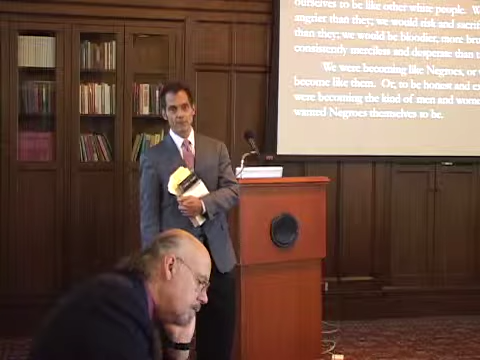 ourselves to be like other white people. W
angrier than they; we would risk and sacrif
than they; we would be bloodier, more bru
consistently merciless and desperate than t
We were becoming like Negroes, or
become like them. Or, to be honest and ex
were becoming the kind of men and wome
wanted Negroes themselves to be.